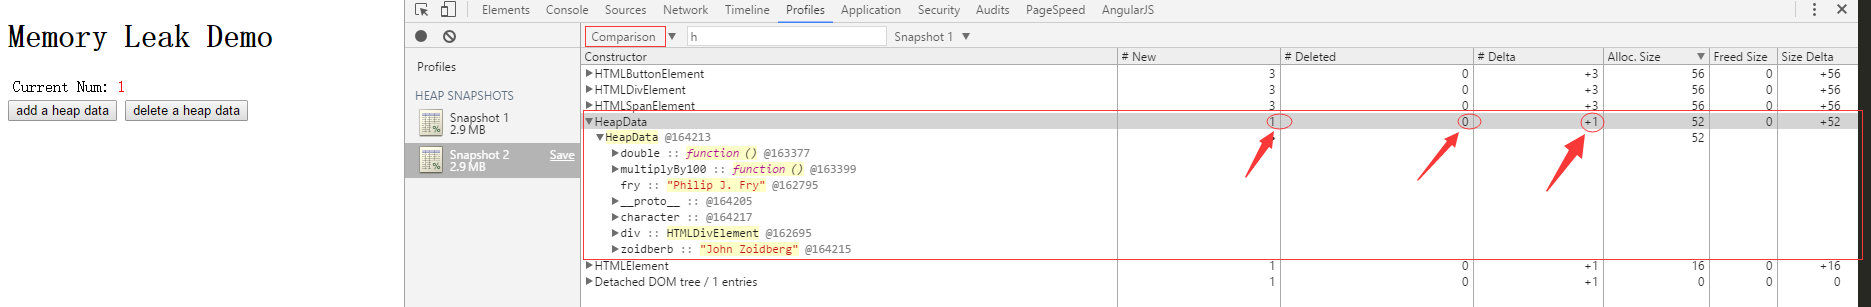 Memory Leak Demo
Current Num: 1
add a heap data delete a heap data
Elements Console Sources Network Timeline Profiles Application Security Audits PageSpeed AngularJS
Profiles
HEAP SNAPSHOTS
Snapshot 1
2.9 MB
Snapshot 2 Save
2.9 MB
Comparison ▼ h Snapshot 1 ▼
Constructor # New # Deleted # Delta Alloc. Size ▼ Freed Size Size Delta
▶HTMLButtonElement 3 0 +3 56 0 +56
▶HTMLDivElement 3 0 +3 56 0 +56
▶HTMLSpanElement 3 0 +3 56 0 +56
▼HeapData 1 0 +1 52 0 +52
▼HeapData @164213 52
▶double :: function () @163377
▶multiplyBy100 :: function () @163399
fry :: "Philip J. Fry" @162795
▶__proto__ :: @164205
▶character :: @164217
▶div :: HTMLDivElement @162695
▶zoidberb :: "John Zoidberg" @164215
▶HTMLElement 1 0 +1 16 0 +16
▶Detached DOM tree / 1 entries 1 0 +1 0 0 0